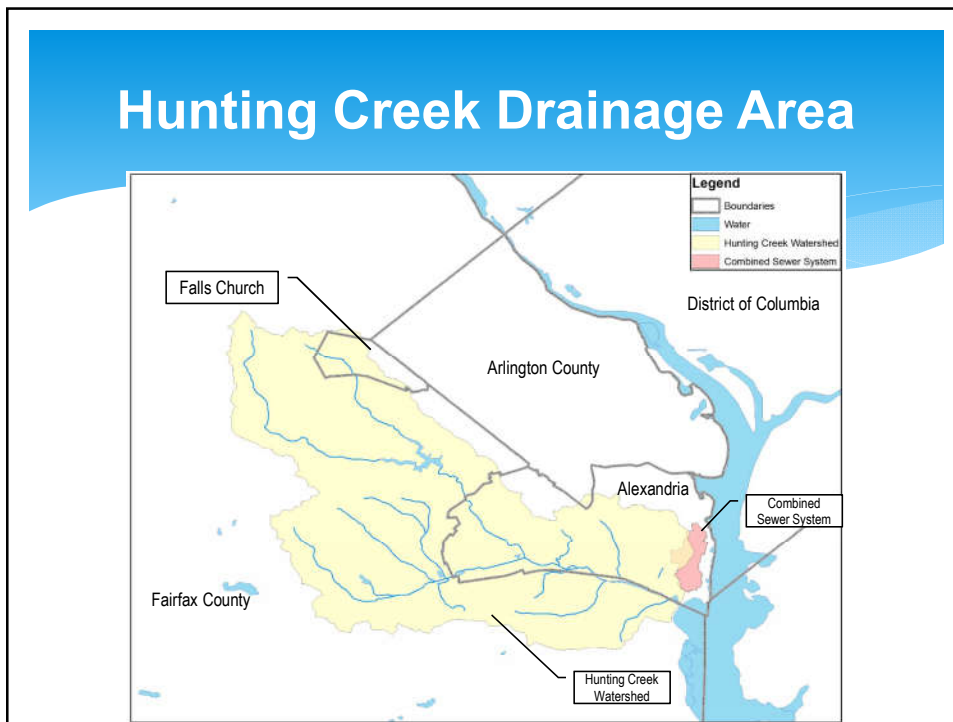 Hunting Creek Drainage Area
Legend
Boundaries
Water
Hunting Creek Watershed
Combined Sewer System
Falls Church
District of Columbia
Arlington County
Alexandria
Combined
Sewer System
Fairfax County
Hunting Creek
Watershed